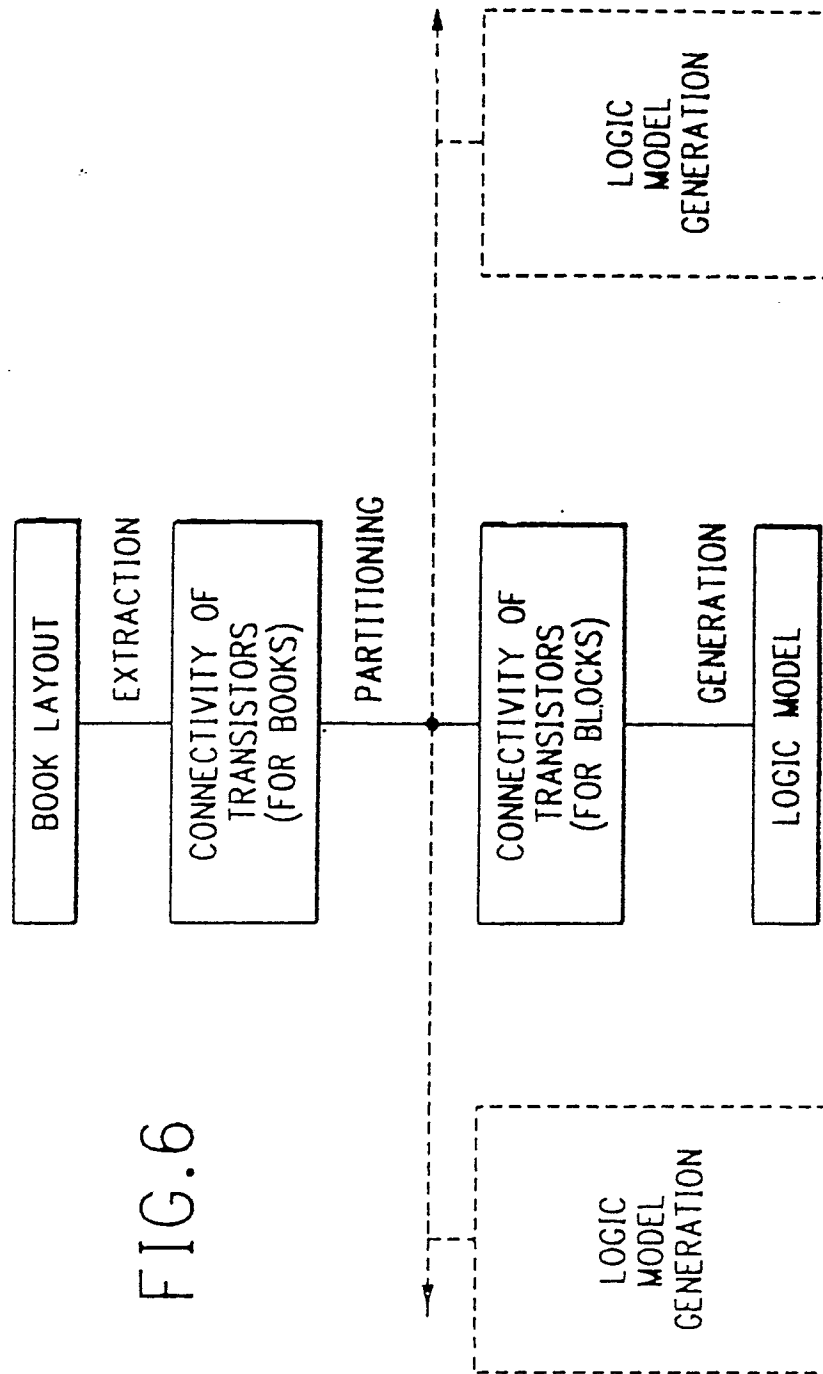 FIG.6
BOOK LAYOUT
EXTRACTION
CONNECTIVITY OF
TRANSISTORS
(FOR BOOKS)
PARTITIONING
LOGIC
MODEL
GENERATION
CONNECTIVITY OF
TRANSISTORS
(FOR BLOCKS)
GENERATION
LOGIC MODEL
LOGIC
MODEL
GENERATION